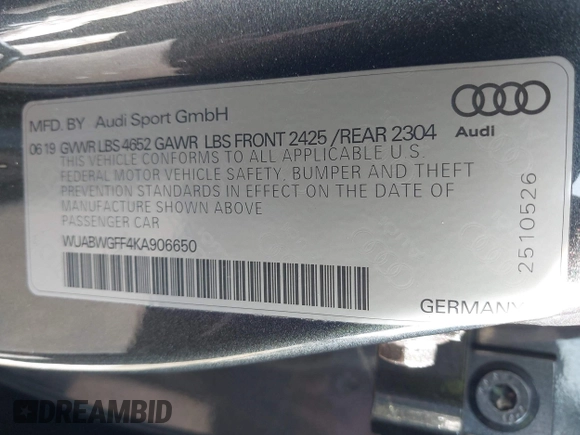 MFD. BY Audi Sport GmbH
06 19 GVWR LBS 4652 GAWR LBS FRONT 2425 /REAR 2304
THIS VEHICLE CONFORMS TO ALL APPLICABLE U.S.
FEDERAL MOTOR VEHICLE SAFETY, BUMPER AND THEFT
PREVENTION STANDARDS IN EFFECT ON THE DATE OF
MANUFACTURE SHOWN ABOVE
PASSENGER CAR
WUABWGFF4KA906650
Audi
2510526
GERMANY
DREAMBID